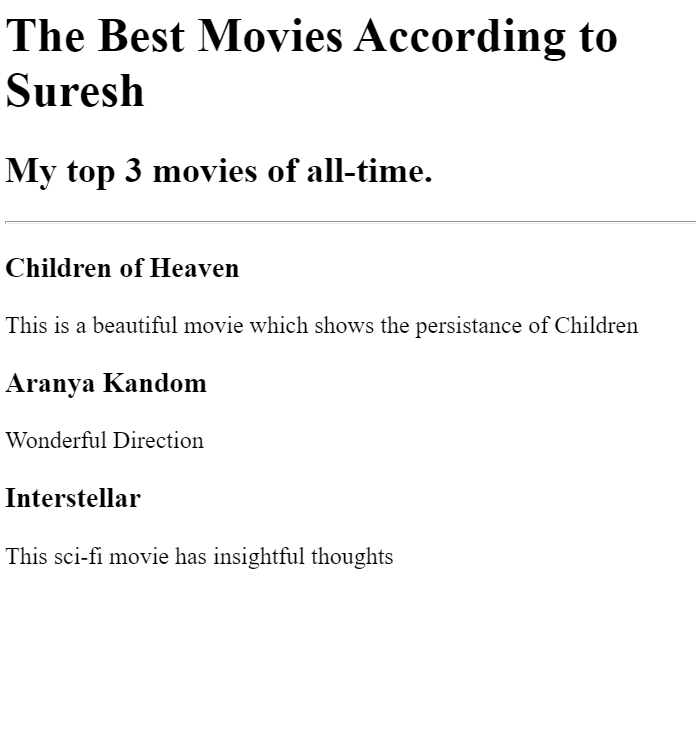 The Best Movies According to
Suresh
My top 3 movies of all-time.
Children of Heaven
This is a beautiful movie which shows the persistance of Children
Aranya Kandom
Wonderful Direction
Interstellar
This sci-fi movie has insightful thoughts